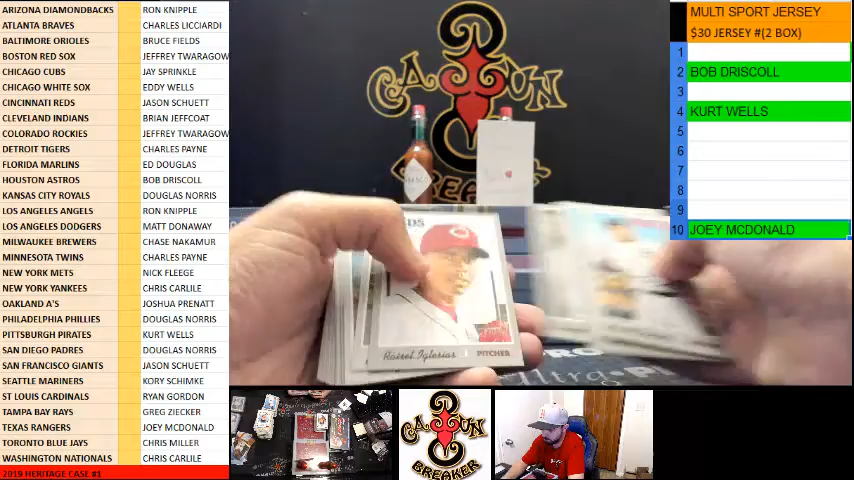 ARIZONA DIAMONDBACKS RON KNIPPLE
ATLANTA BRAVES CHARLES LICCIARDI
BALTIMORE ORIOLES BRUCE FIELDS
BOSTON RED SOX JEFFREY TWARAGOW
CHICAGO CUBS JAY SPRINKLE
CHICAGO WHITE SOX EDDY WELLS
CINCINATTI REDS JASON SCHUETT
CLEVELAND INDIANS BRIAN JEFFCOAT
COLORADO ROCKIES JEFFREY TWARAGOW
DETROIT TIGERS CHARLES PAYNE
FLORIDA MARLINS ED DOUGLAS
HOUSTON ASTROS BOB DRISCOLL
KANSAS CITY ROYALS DOUGLAS NORRIS
LOS ANGELES ANGELS RON KNIPPLE
LOS ANGELES DODGERS MATT DONAWAY
MILWAUKEE BREWERS CHASE NAKAMUR
MINNESOTA TWINS CHARLES PAYNE
NEW YORK METS NICK FLEEGE
NEW YORK YANKEES CHRIS CARLILE
OAKLAND A'S JOSHUA PRENATT
PHILADELPHIA PHILLIES DOUGLAS NORRIS
PITTSBURGH PIRATES KURT WELLS
SAN DIEGO PADRES DOUGLAS NORRIS
SAN FRANCISCO GIANTS JASON SCHUETT
SEATTLE MARINERS KORY SCHIMKE
ST LOUIS CARDINALS RYAN GORDON
TAMPA BAY RAYS GREG ZIECKER
TEXAS RANGERS JOEY MCDONALD
TORONTO BLUE JAYS CHRIS MILLER
WASHINGTON NATIONALS CHRIS CARLILE
2019 HERITAGE CASE #1
CAJUN
BREAKER
Raisel Iglesias PITCHER
CAJUN
BREAKER
MULTI SPORT JERSEY
$30 JERSEY #(2 BOX)
1
2 BOB DRISCOLL
3
4 KURT WELLS
5
6
7
8
9
10 JOEY MCDONALD